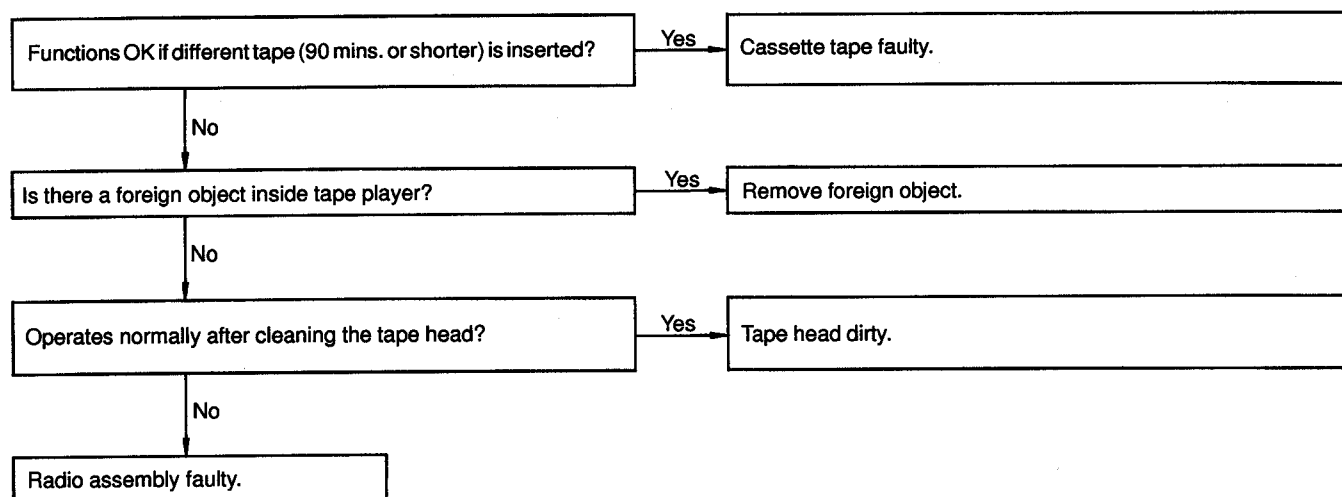 Functions OK if different tape (90 mins. or shorter) is inserted?
Yes
Cassette tape faulty.
No
Is there a foreign object inside tape player?
Yes
Remove foreign object.
No
Operates normally after cleaning the tape head?
Yes
Tape head dirty.
No
Radio assembly faulty.